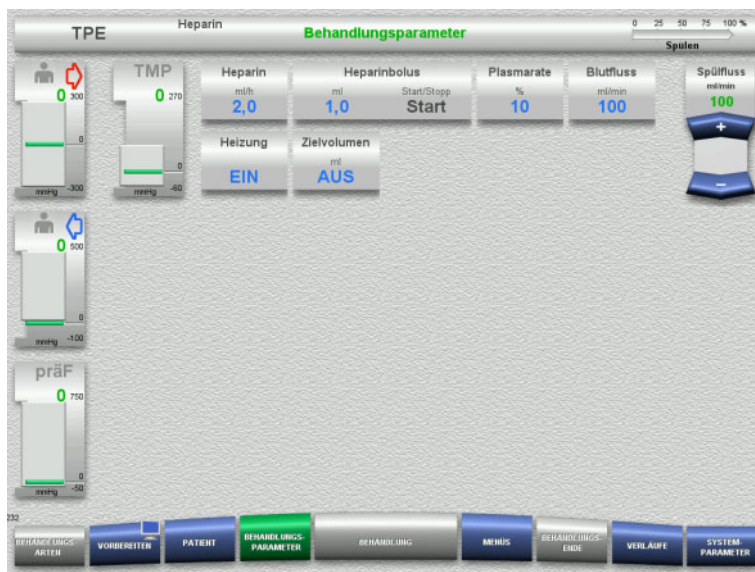 TPE
Heparin
Behandlungsparameter
0 25 50 75 100 %
Spülen
0 300
0
mmHg -300
TMP
0 270
0
mmHg -60
Heparin
ml/h
2,0
Heparinbolus
ml Start/Stopp
1,0 Start
Plasmarate
%
10
Blutfluss
ml/min
100
Spülfluss
ml/min
100
+
−
Heizung
EIN
Zielvolumen
ml
AUS
0 500
0
mmHg -100
präF
0 750
0
mmHg -50
232
BEHANDLUNGS-
ARTEN
VORBEREITEN
PATIENT
BEHANDLUNGS-
PARAMETER
BEHANDLUNG
MENÜS
BEHANDLUNGS-
ENDE
VERLÄUFE
SYSTEM-
PARAMETER